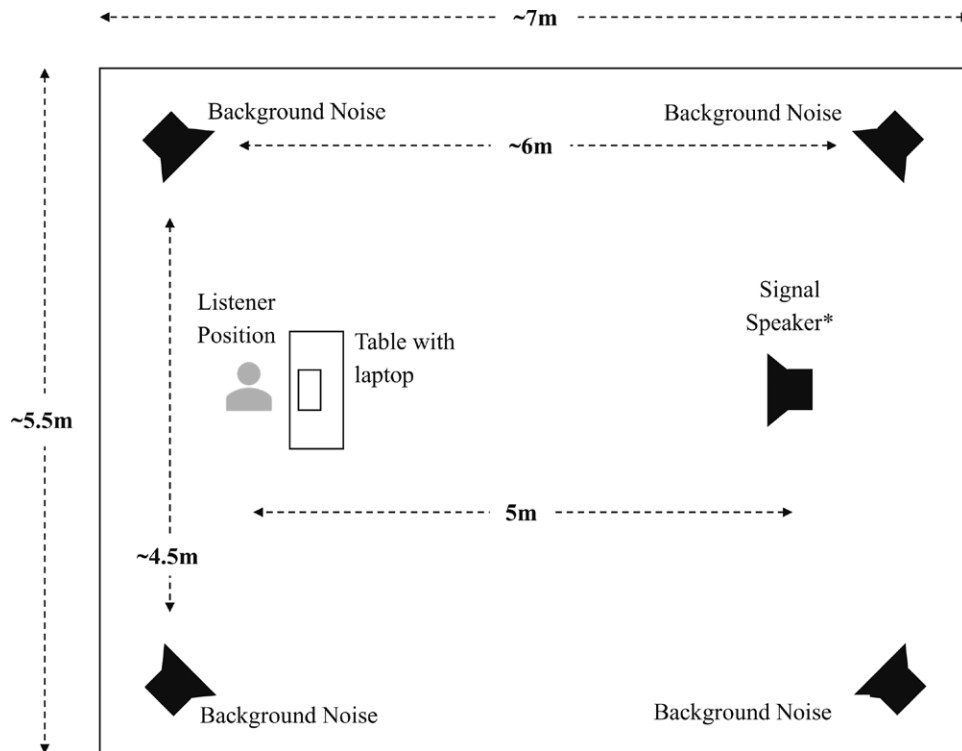 ~7m
Background Noise
Background Noise
~6m
Signal
Speaker*
Listener
Position
Table with
laptop
~5.5m
5m
~4.5m
Background Noise
Background Noise